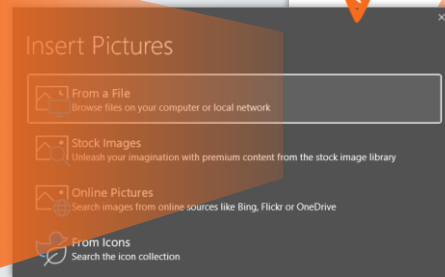 Insert Pictures
From a File
Browse files on your computer or local network
Stock Images
Unleash your imagination with premium content from the stock image library
Online Pictures
Search images from online sources like Bing, Flickr or OneDrive
From Icons
Search the icon collection